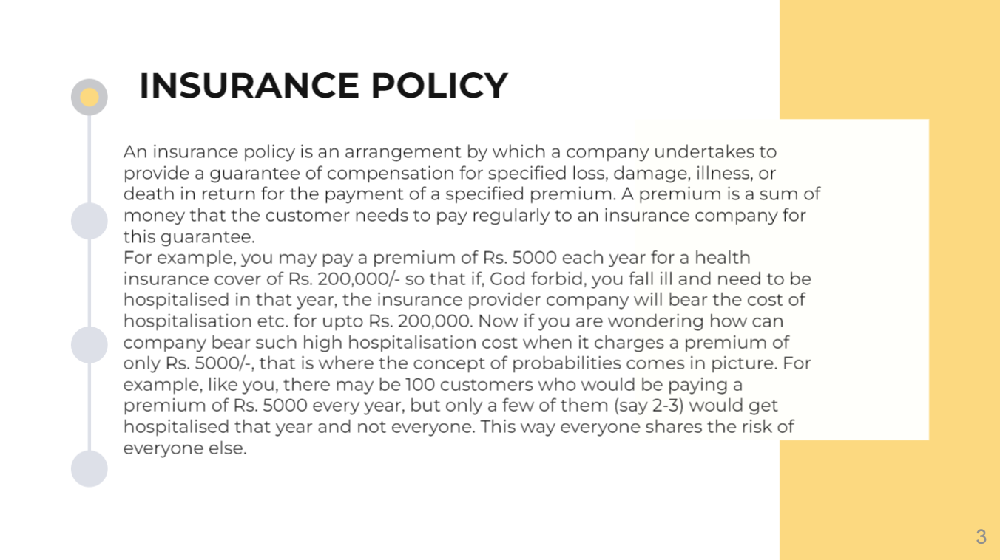 INSURANCE POLICY
An insurance policy is an arrangement by which a company undertakes to
provide a guarantee of compensation for specified loss, damage, illness, or
death in return for the payment of a specified premium. A premium is a sum of
money that the customer needs to pay regularly to an insurance company for
this guarantee.
For example, you may pay a premium of Rs. 5000 each year for a health
insurance cover of Rs. 200,000/- so that if, God forbid, you fall ill and need to be
hospitalised in that year, the insurance provider company will bear the cost of
hospitalisation etc. for upto Rs. 200,000. Now if you are wondering how can
company bear such high hospitalisation cost when it charges a premium of
only Rs. 5000/-, that is where the concept of probabilities comes in picture. For
example, like you, there may be 100 customers who would be paying a
premium of Rs. 5000 every year, but only a few of them (say 2-3) would get
hospitalised that year and not everyone. This way everyone shares the risk of
everyone else.
3